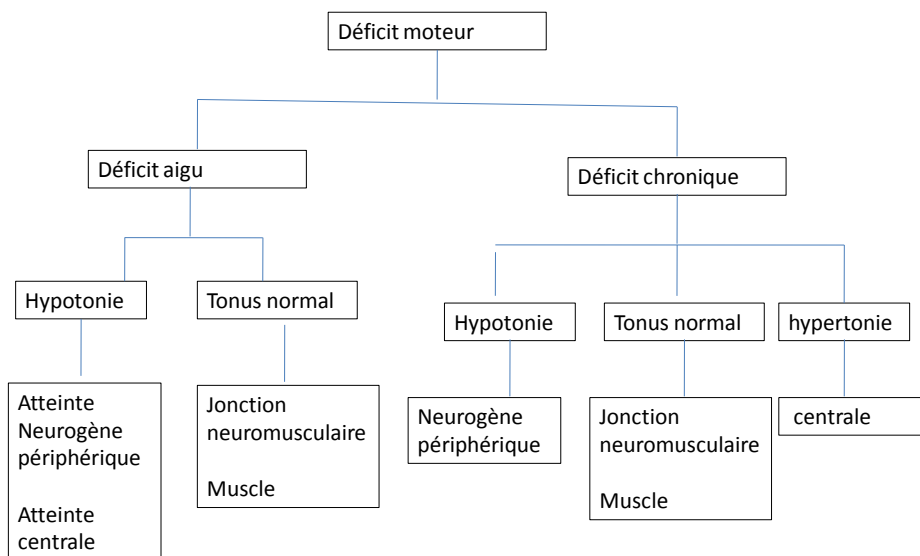 Déficit moteur
Déficit aigu
Déficit chronique
Hypotonie
Tonus normal
Hypotonie
Tonus normal
hypertonie
Atteinte
Neurogène
périphérique
Atteinte
centrale
Jonction
neuromusculaire
Muscle
Neurogène
périphérique
Jonction
neuromusculaire
Muscle
centrale